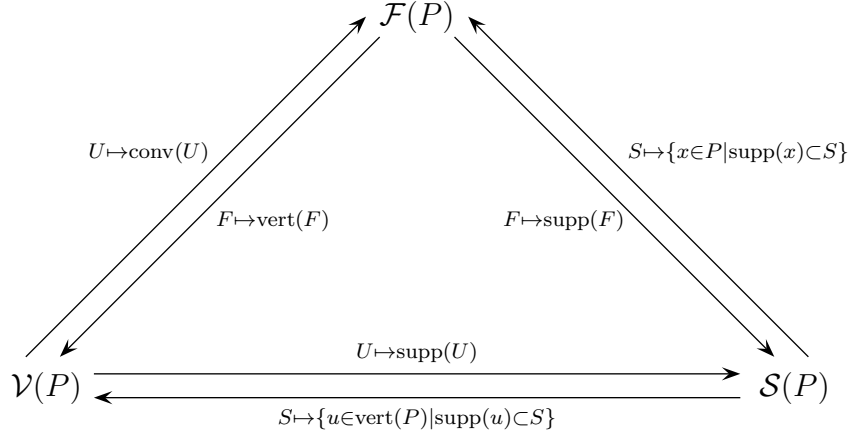 𝓕(P)
U↦conv(U)
S↦{x∈P|supp(x)⊂S}
F↦vert(F)
F↦supp(F)
U↦supp(U)
𝓥(P)
𝓢(P)
S↦{u∈vert(P)|supp(u)⊂S}